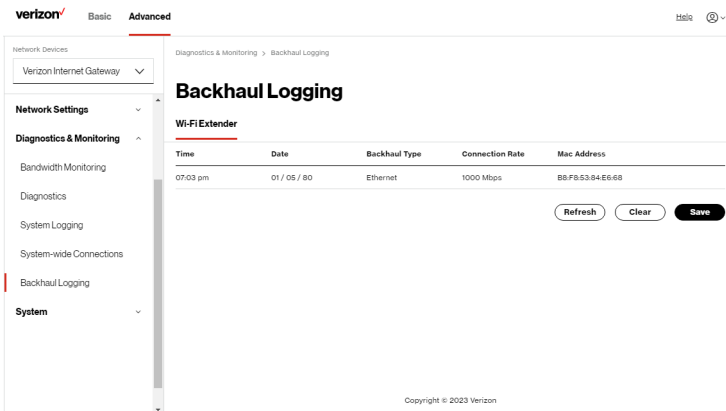 verizon Basic Advanced Help
Network Devices
Verizon Internet Gateway
Network Settings
Diagnostics & Monitoring
Bandwidth Monitoring
Diagnostics
System Logging
System-wide Connections
Backhaul Logging
System
Diagnostics & Monitoring > Backhaul Logging
Backhaul Logging
Wi-Fi Extender
Time Date Backhaul Type Connection Rate Mac Address
07:03 pm 01 / 05 / 80 Ethernet 1000 Mbps B8:F8:53:84:E6:68
Refresh Clear Save
Copyright © 2023 Verizon